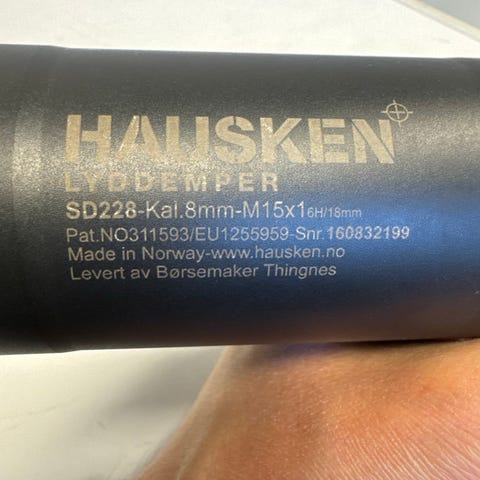 HAUSKEN
LYDDEMPER
SD228-Kal.8mm-M15x1 6H/18mm
Pat.NO311593/EU1255959-Snr.160832199
Made in Norway-www.hausken.no
Levert av Børsemaker Thingnes